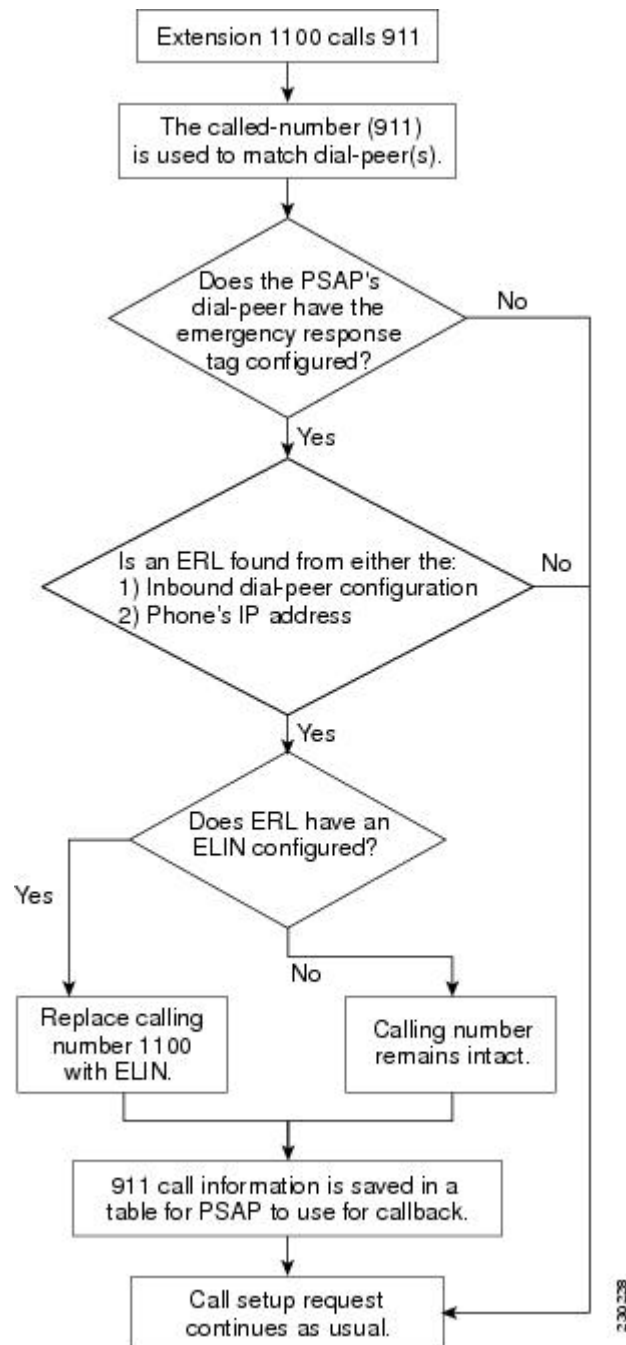 Extension 1100 calls 911
The called-number (911)
is used to match dial-peer(s).
Does the PSAP's
dial-peer have the
emergency response
tag configured?
No
Yes
Is an ERL found from either the:
1) Inbound dial-peer configuration
2) Phone's IP address
No
Yes
Does ERL have an
ELIN configured?
Yes
No
Replace calling
number 1100
with ELIN.
Calling number
remains intact.
911 call information is saved in a
table for PSAP to use for callback.
Call setup request
continues as usual.
230228